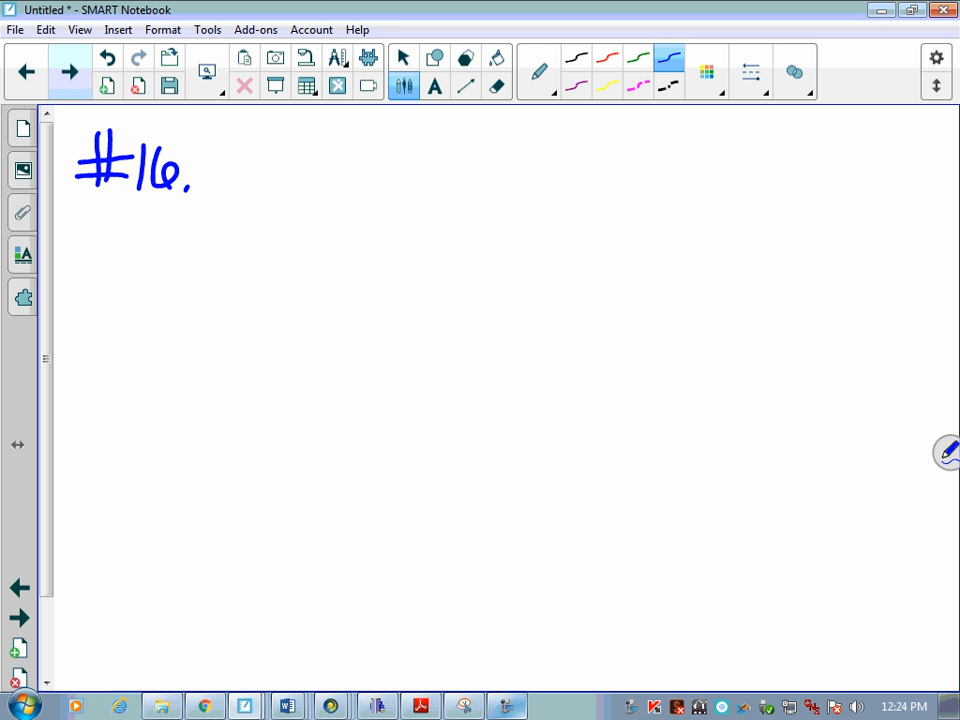 Untitled * - SMART Notebook
File Edit View Insert Format Tools Add-ons Account Help
#16.
12:24 PM